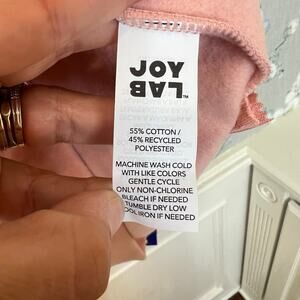 JOY
LAB™
55% COTTON /
45% RECYCLED
POLYESTER
MACHINE WASH COLD
WITH LIKE COLORS
GENTLE CYCLE
ONLY NON-CHLORINE
BLEACH IF NEEDED
TUMBLE DRY LOW
COOL IRON IF NEEDED